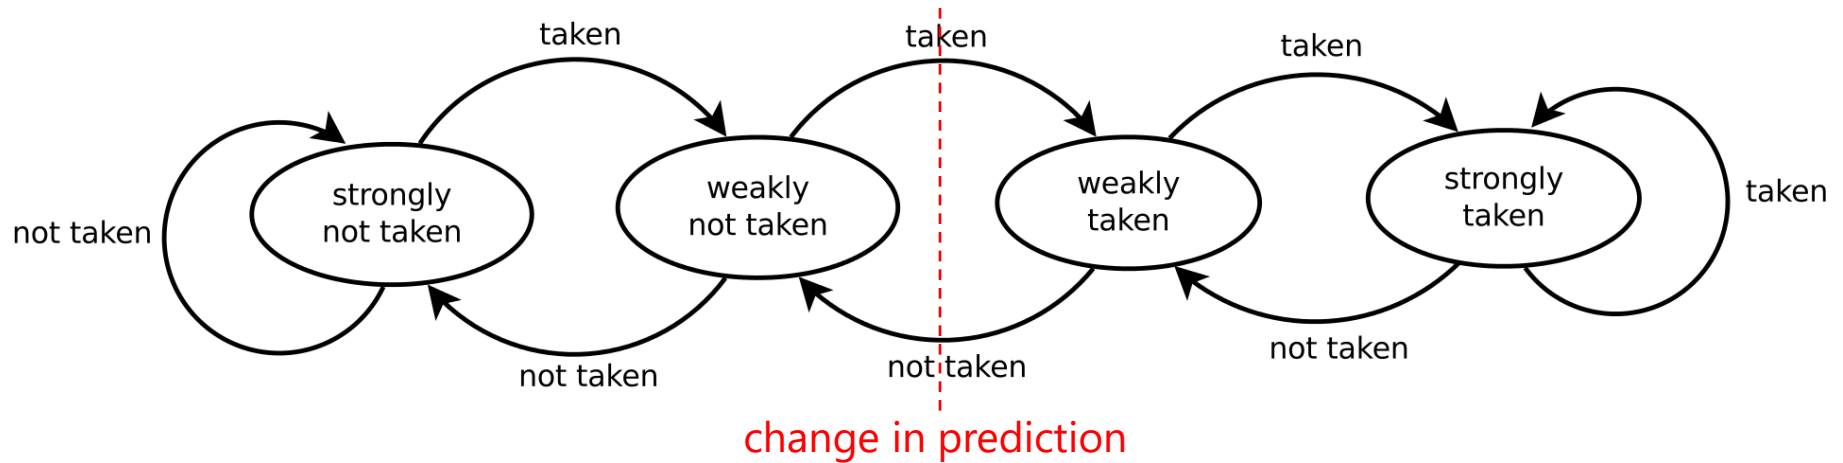 taken
taken
taken
strongly
not taken
weakly
not taken
weakly
taken
strongly
taken
not taken
taken
not taken
not taken
not taken
change in prediction